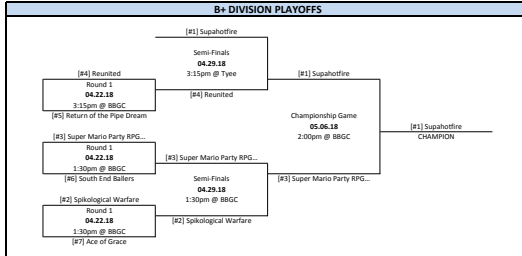 B+ DIVISION PLAYOFFS
[#1] Supahotfire
Semi-Finals
04.29.18
3:15pm @ Tyee
[#4] Reunited
Round 1
04.22.18
3:15pm @ BBGC
[#5] Return of the Pipe Dream
[#4] Reunited
[#1] Supahotfire
Championship Game
05.06.18
2:00pm @ BBGC
[#1] Supahotfire
CHAMPION
[#3] Super Mario Party RPG...
Round 1
04.22.18
1:30pm @ BBGC
[#6] South End Ballers
[#3] Super Mario Party RPG...
Semi-Finals
04.29.18
1:30pm @ BBGC
[#3] Super Mario Party RPG...
[#2] Spikological Warfare
Round 1
04.22.18
1:30pm @ BBGC
[#7] Ace of Grace
[#2] Spikological Warfare